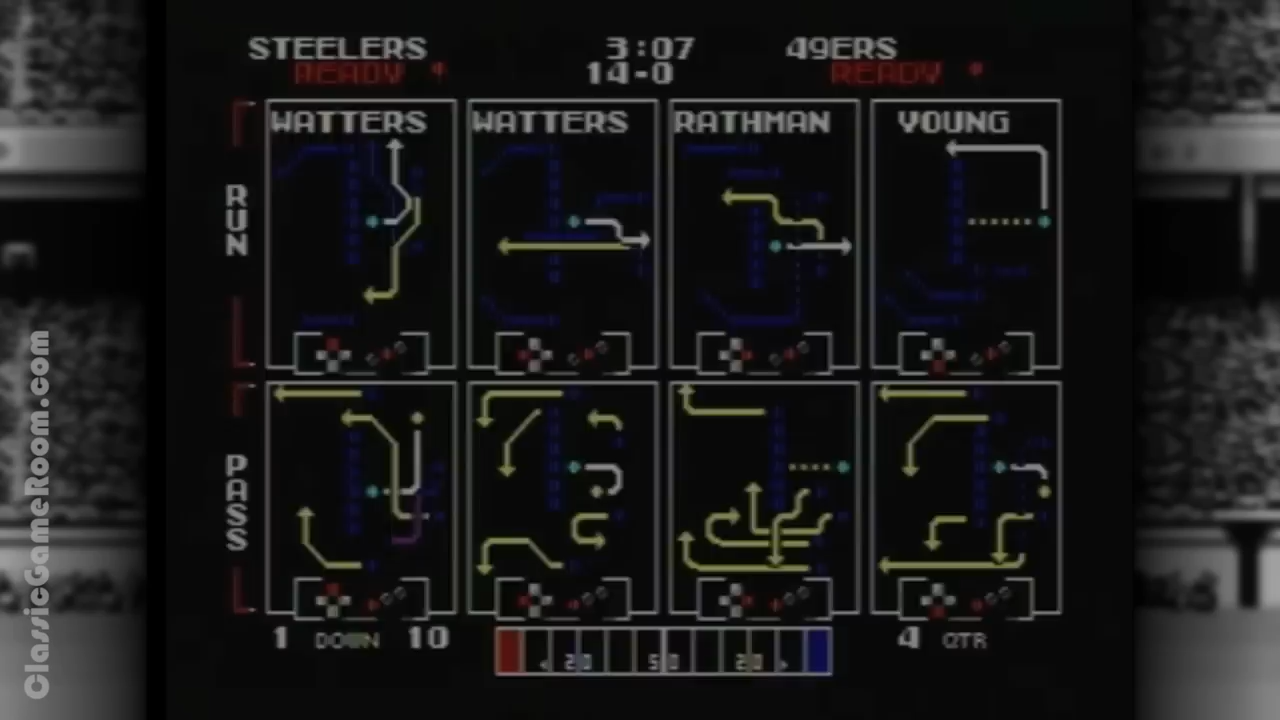 STEELERS 3:07 49ERS
READY * 14-0 READY *
WATTERS WATTERS RATHMAN YOUNG
RUN
PASS
1 DOWN 10 4 QTR
< 20 50 20 >
ClassicGameRoom.com